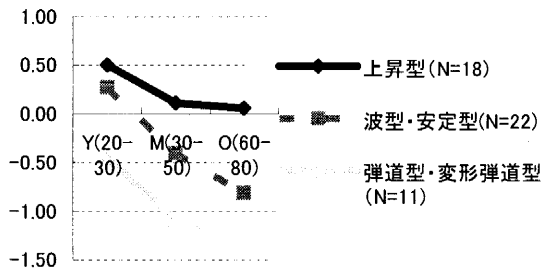 1.00
0.50
0.00
-0.50
-1.00
-1.50
Y(20-
30)
M(30-
50)
O(60-
80)
上昇型(N=18)
波型・安定型(N=22)
弾道型・変形弾道型
(N=11)